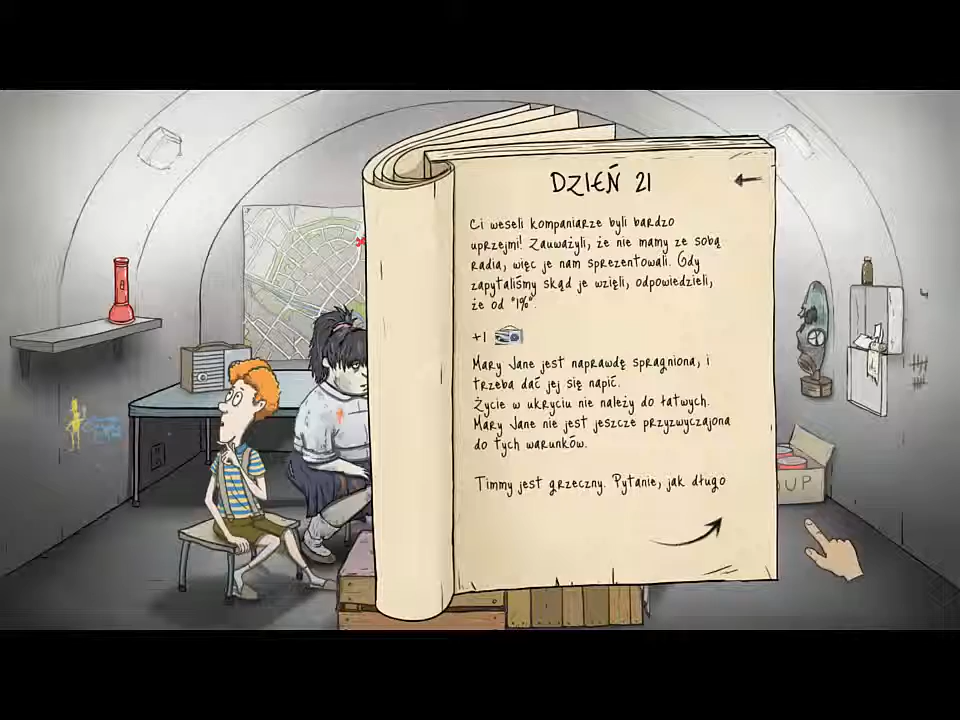 DZIEŃ 21
Ci weseli kompaniarze byli bardzo
uprzejmi! Zauważyli, że nie mamy ze sobą
radia, więc je nam sprezentowali. Gdy
zapytaliśmy skąd je wzięli, odpowiedzieli,
że od "1%".
+1
Mary Jane jest naprawdę spragniona, i
trzeba dać jej się napić.
Życie w ukryciu nie należy do łatwych.
Mary Jane nie jest jeszcze przyzwyczajona
do tych warunków.
Timmy jest grzeczny. Pytanie, jak długo
OUP